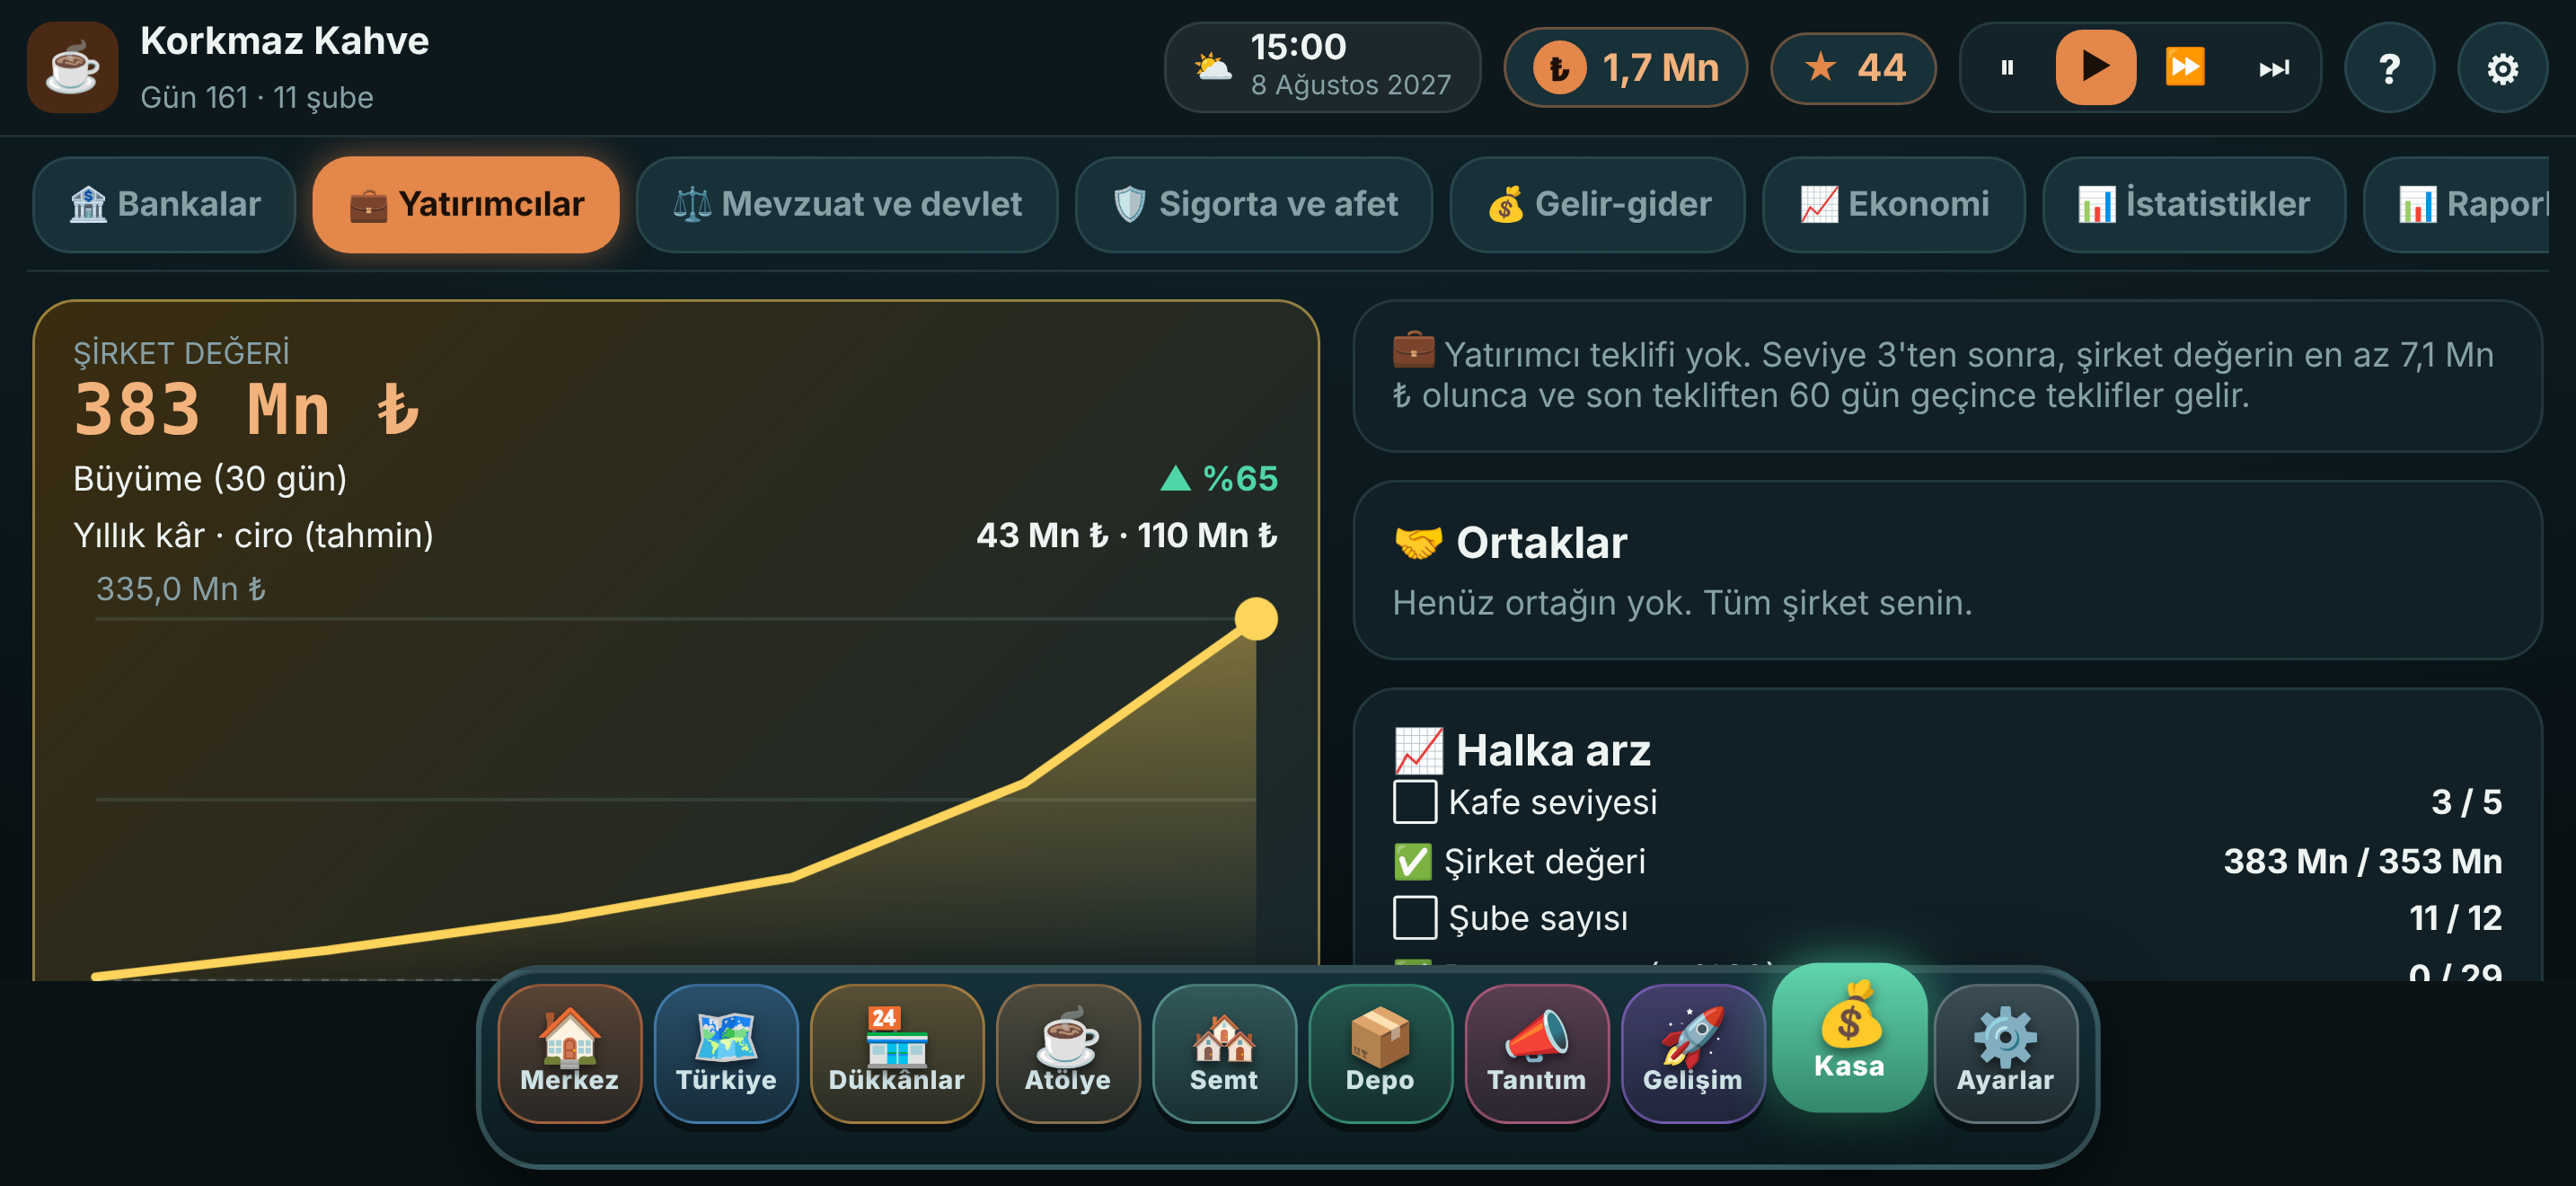 Korkmaz Kahve
Gün 161 · 11 şube
15:00
8 Ağustos 2027
₺ 1,7 Mn
★ 44
?
Bankalar
Yatırımcılar
Mevzuat ve devlet
Sigorta ve afet
Gelir-gider
Ekonomi
İstatistikler
ŞİRKET DEĞERİ
383 Mn ₺
Büyüme (30 gün) ▲ %65
Yıllık kâr · ciro (tahmin) 43 Mn ₺ · 110 Mn ₺
335,0 Mn ₺
Yatırımcı teklifi yok. Seviye 3'ten sonra, şirket değerin en az 7,1 Mn
₺ olunca ve son tekliften 60 gün geçince teklifler gelir.
Ortaklar
Henüz ortağın yok. Tüm şirket senin.
Halka arz
Kafe seviyesi 3 / 5
Şirket değeri 383 Mn / 353 Mn
Şube sayısı 11 / 12
0 / 29
24
Merkez
Türkiye
Dükkânlar
Atölye
Semt
Depo
Tanıtım
Gelişim
Kasa
Ayarlar